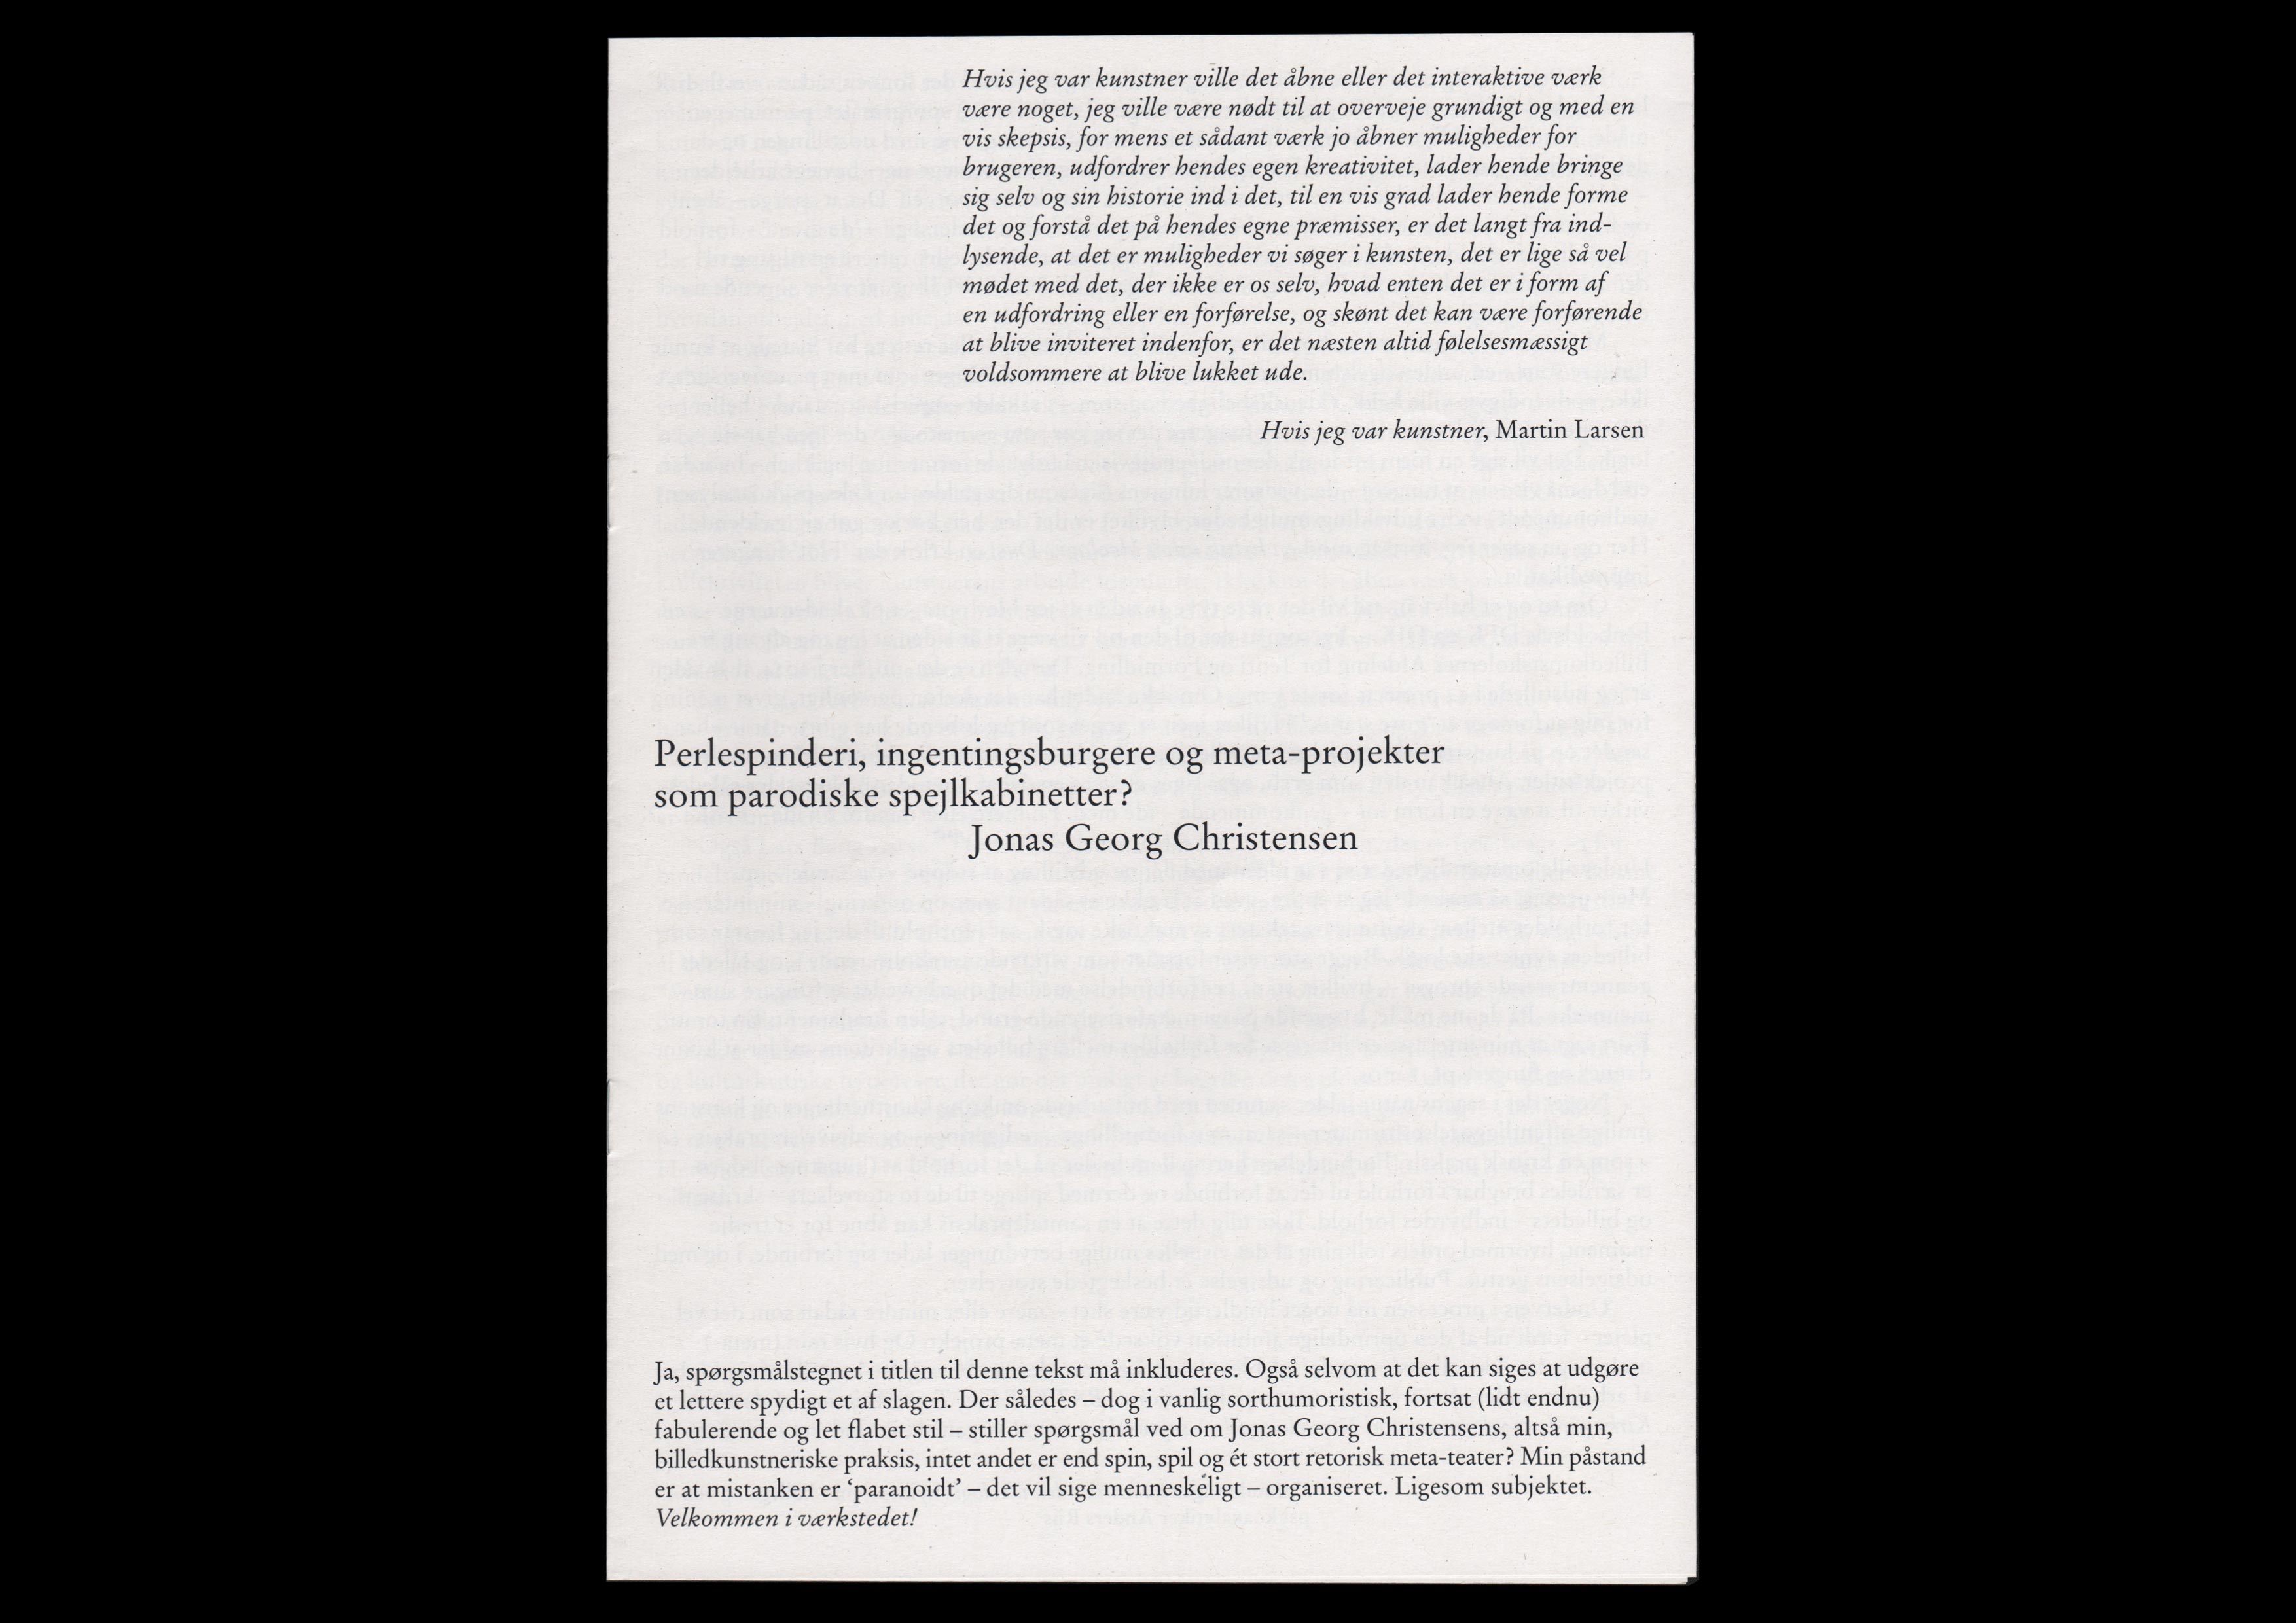 Hvis jeg var kunstner ville det åbne eller det interaktive værk
være noget, jeg ville være nødt til at overveje grundigt og med en
vis skepsis, for mens et sådant værk jo åbner muligheder for
brugeren, udfordrer hendes egen kreativitet, lader hende bringe
sig selv og sin historie ind i det, til en vis grad lader hende forme
det og forstå det på hendes egne præmisser, er det langt fra ind-
lysende, at det er muligheder vi søger i kunsten, det er lige så vel
mødet med det, der ikke er os selv, hvad enten det er i form af
en udfordring eller en forførelse, og skønt det kan være forførende
at blive inviteret indenfor, er det næsten altid følelsesmæssigt
voldsommere at blive lukket ude.
Hvis jeg var kunstner, Martin Larsen
Perlespinderi, ingentingsburgere og meta-projekter
som parodiske spejlkabinetter?
Jonas Georg Christensen
Ja, spørgsmålstegnet i titlen til denne tekst må inkluderes. Også selvom at det kan siges at udgøre
et lettere spydigt et af slagen. Der således – dog i vanlig sorthumoristisk, fortsat (lidt endnu)
fabulerende og let flabet stil – stiller spørgsmål ved om Jonas Georg Christensens, altså min,
billedkunstneriske praksis, intet andet er end spin, spil og ét stort retorisk meta-teater? Min påstand
er at mistanken er ‘paranoidt’ – det vil sige menneskeligt – organiseret. Ligesom subjektet.
Velkommen i værkstedet!